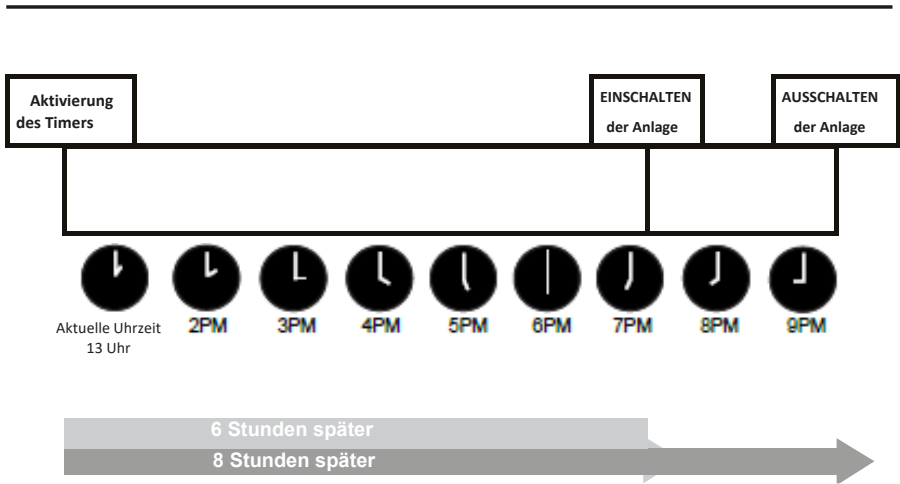 Aktivierung
des Timers
EINSCHALTEN
der Anlage
AUSSCHALTEN
der Anlage
Aktuelle Uhrzeit
13 Uhr
2PM
3PM
4PM
5PM
6PM
7PM
8PM
9PM
6 Stunden später
8 Stunden später